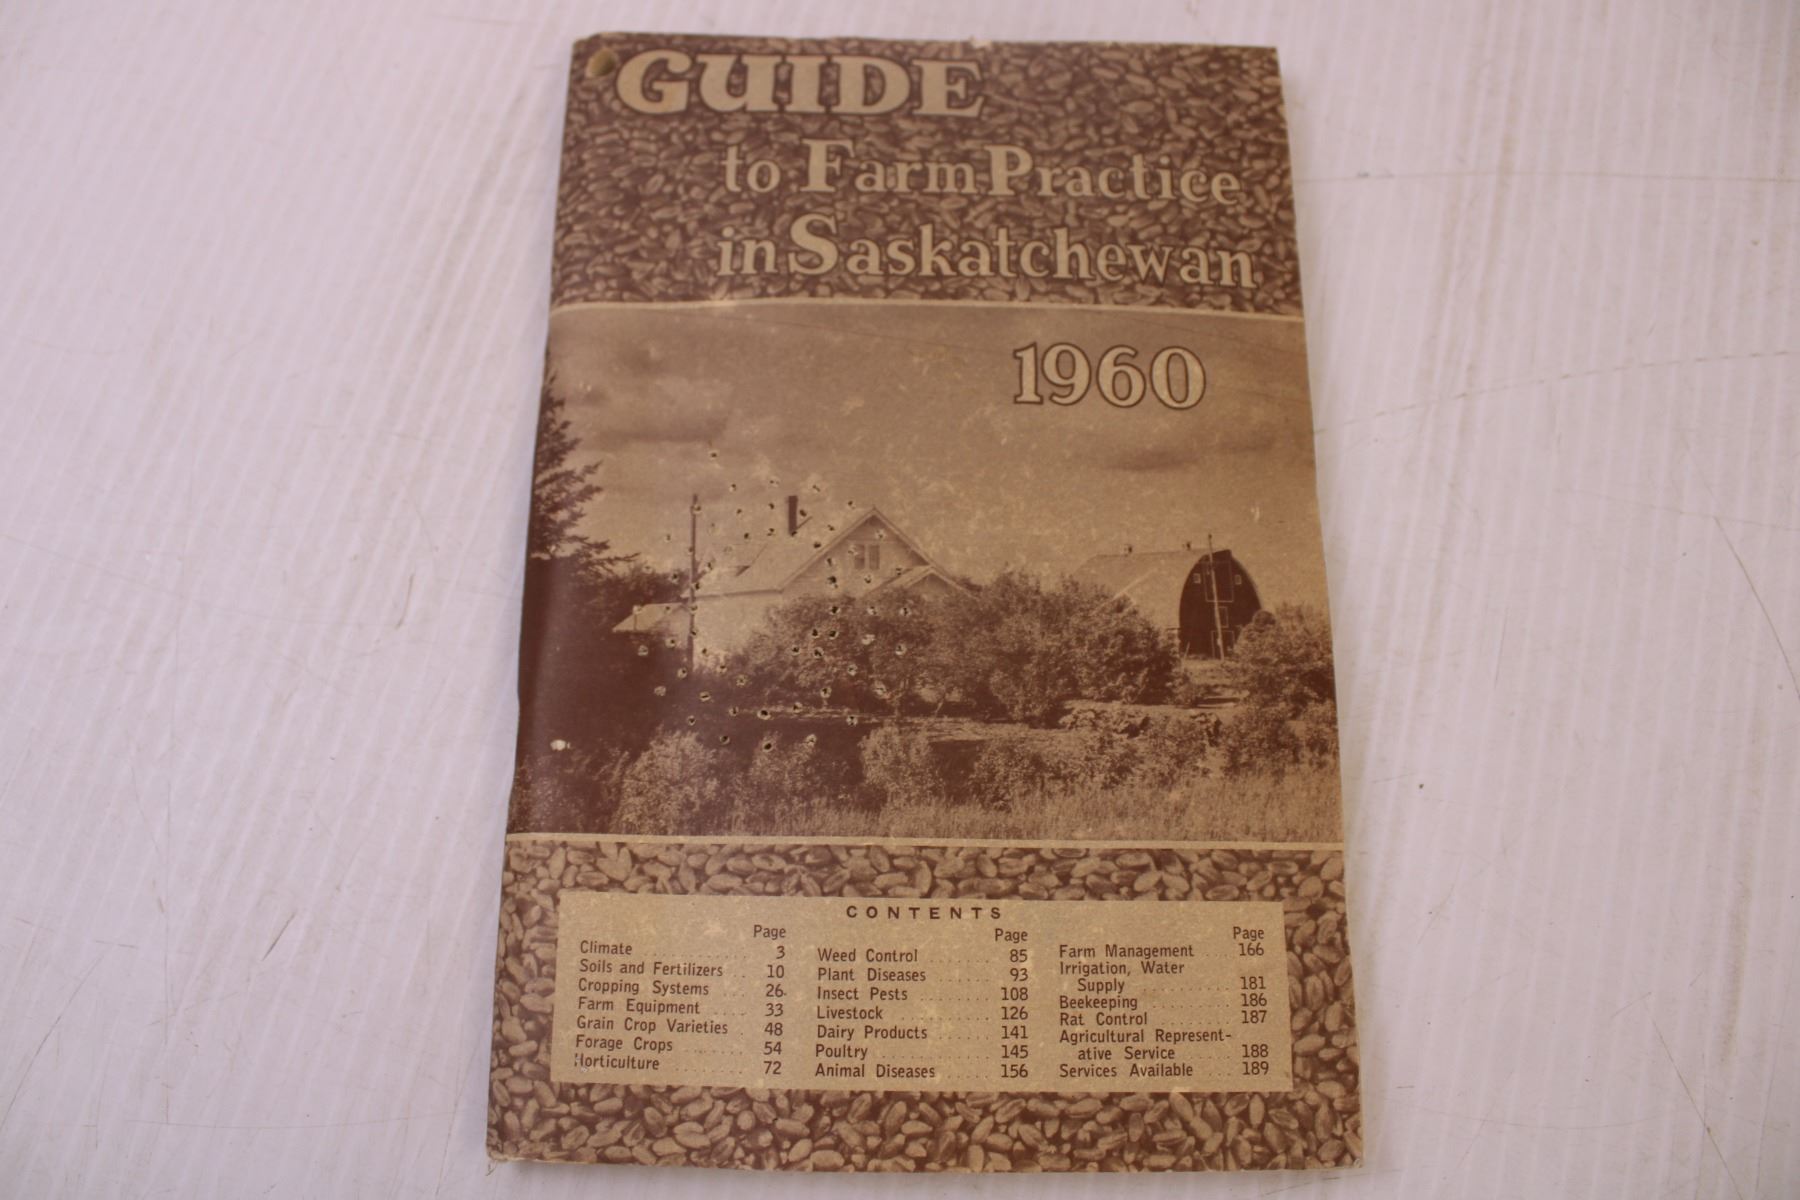 GUIDE
to Farm Practice
in Saskatchewan
1960
CONTENTS
Page
Climate 3
Soils and Fertilizers 10
Cropping Systems 26
Farm Equipment 33
Grain Crop Varieties 48
Forage Crops 54
Horticulture 72
Page
Weed Control 85
Plant Diseases 93
Insect Pests 108
Livestock 126
Dairy Products 141
Poultry 145
Animal Diseases 156
Page
Farm Management 166
Irrigation, Water
Supply 181
Beekeeping 186
Rat Control 187
Agricultural Represent-
ative Service 188
Services Available 189